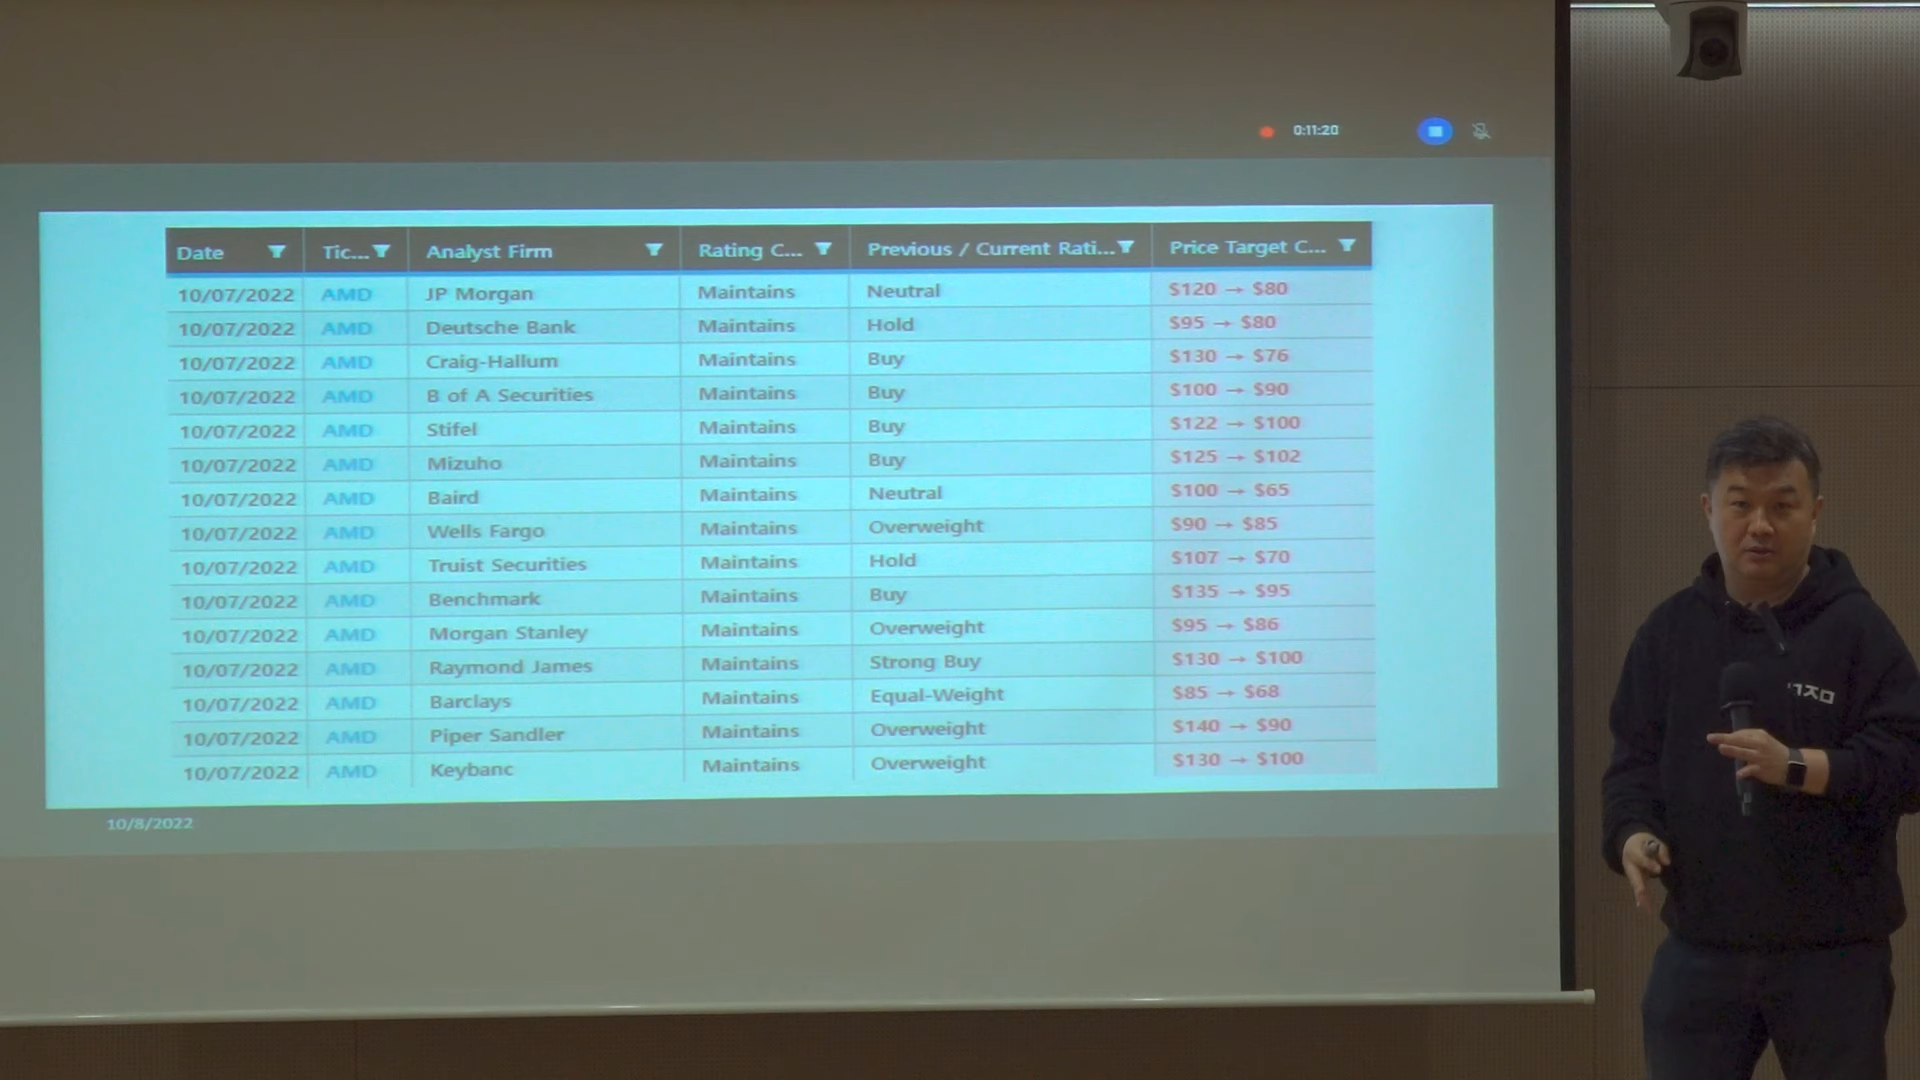 0:11:20
Date Tic... Analyst Firm Rating C... Previous / Current Rati... Price Target C...
10/07/2022 AMD JP Morgan Maintains Neutral $120 → $80
10/07/2022 AMD Deutsche Bank Maintains Hold $95 → $80
10/07/2022 AMD Craig-Hallum Maintains Buy $130 → $76
10/07/2022 AMD B of A Securities Maintains Buy $100 → $90
10/07/2022 AMD Stifel Maintains Buy $122 → $100
10/07/2022 AMD Mizuho Maintains Buy $125 → $102
10/07/2022 AMD Baird Maintains Neutral $100 → $65
10/07/2022 AMD Wells Fargo Maintains Overweight $90 → $85
10/07/2022 AMD Truist Securities Maintains Hold $107 → $70
10/07/2022 AMD Benchmark Maintains Buy $135 → $95
10/07/2022 AMD Morgan Stanley Maintains Overweight $95 → $86
10/07/2022 AMD Raymond James Maintains Strong Buy $130 → $100
10/07/2022 AMD Barclays Maintains Equal-Weight $85 → $68
10/07/2022 AMD Piper Sandler Maintains Overweight $140 → $90
10/07/2022 AMD Keybanc Maintains Overweight $130 → $100
10/8/2022